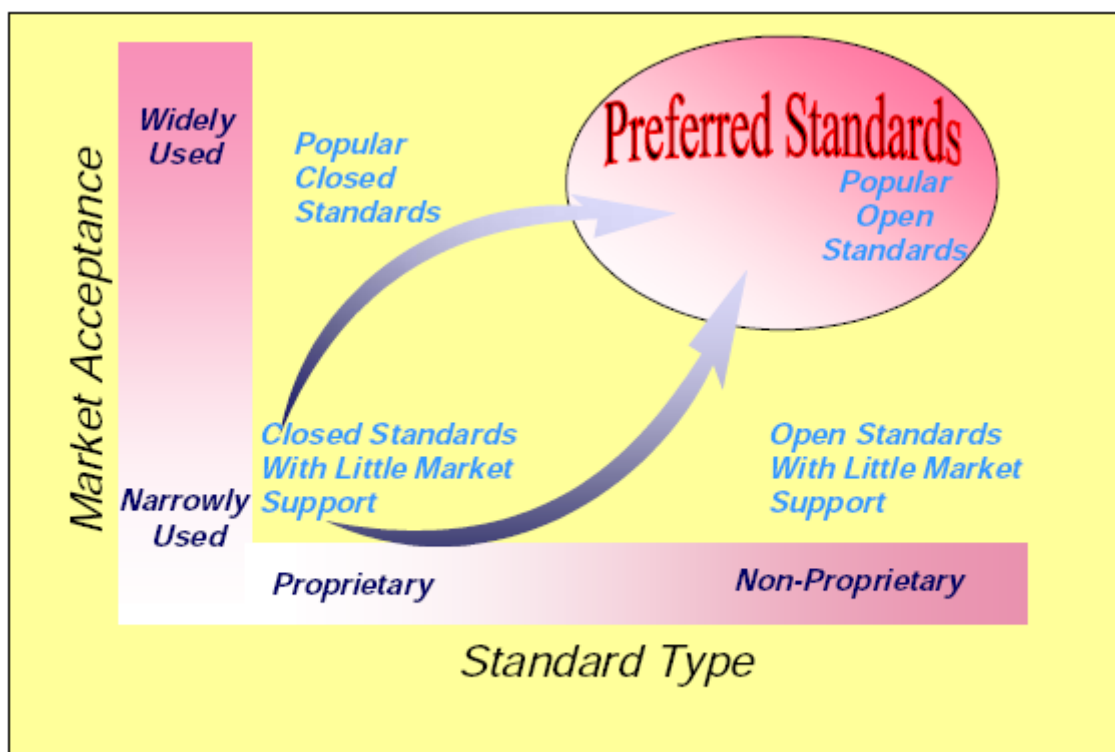 Market Acceptance
Widely
Used
Narrowly
Used
Popular
Closed
Standards
Preferred Standards
Popular
Open
Standards
Closed Standards
With Little Market
Support
Open Standards
With Little Market
Support
Proprietary
Non-Proprietary
Standard Type